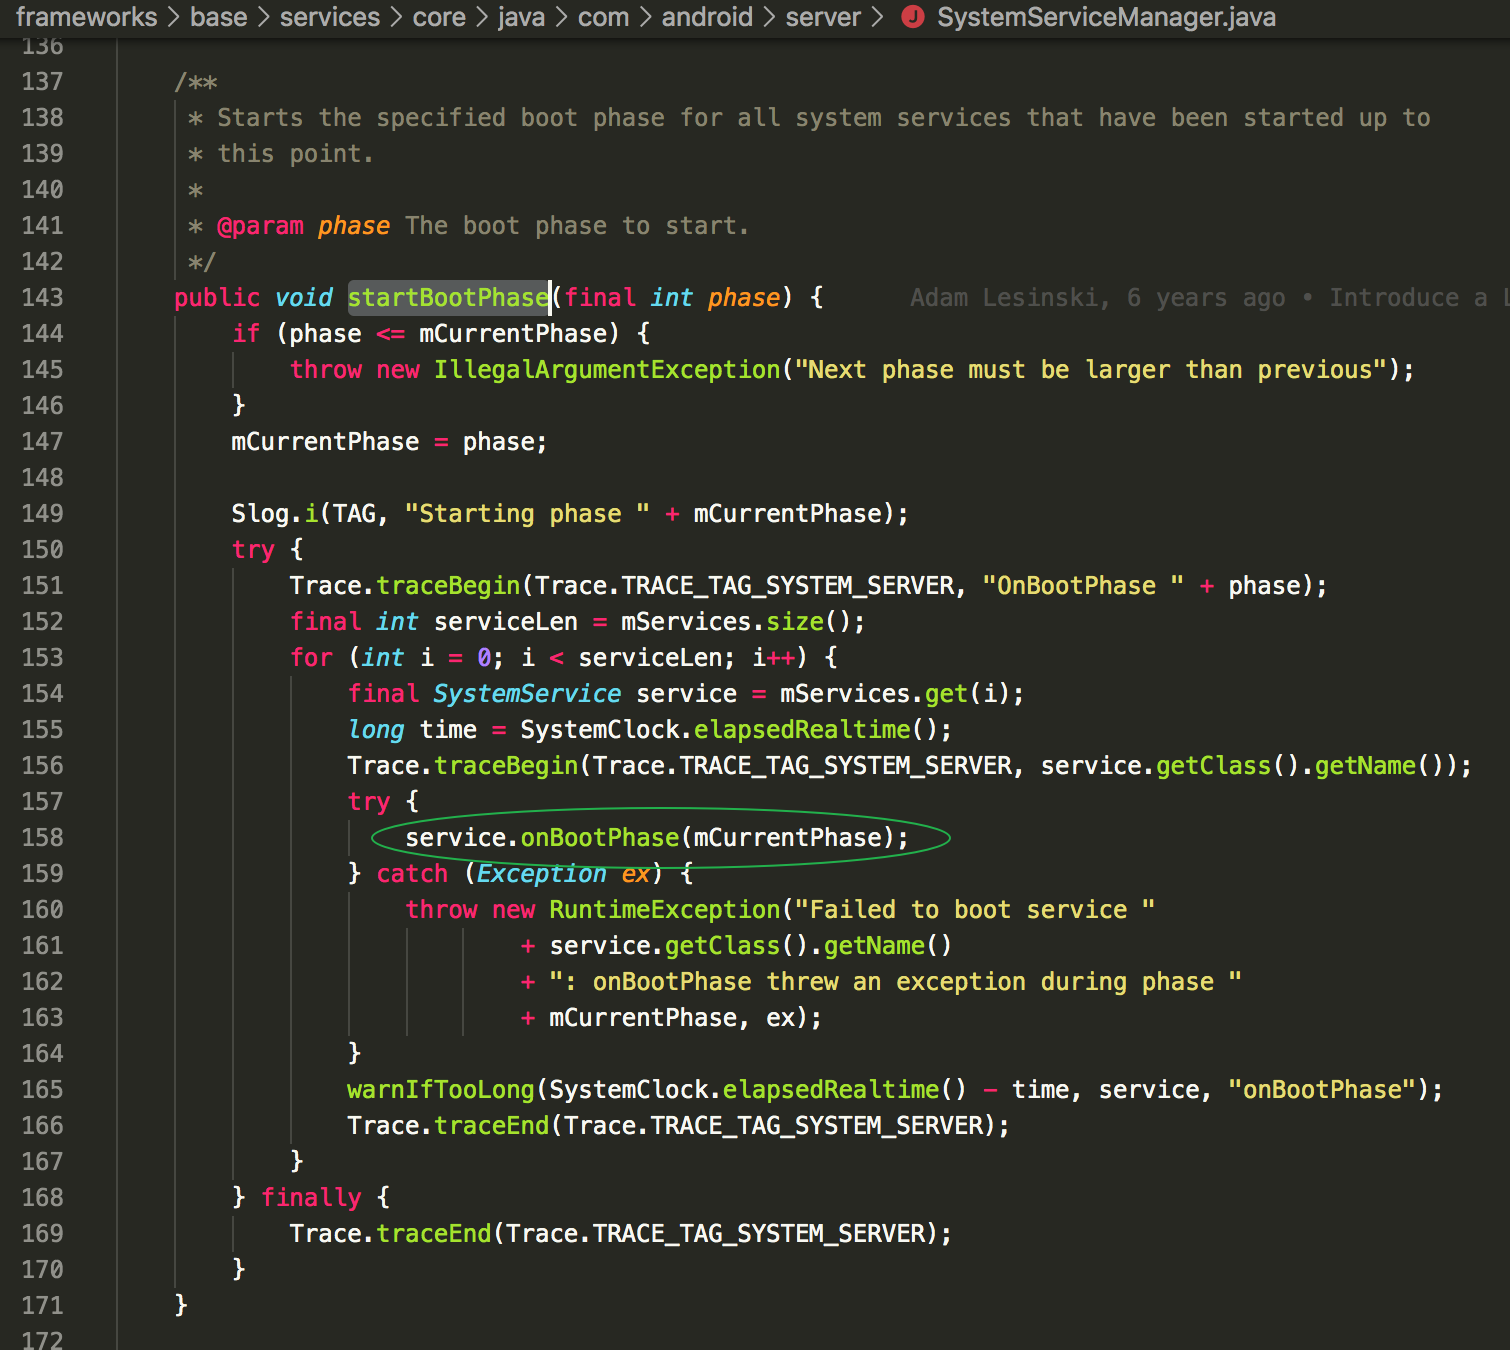 frameworks > base > services > core > java > com > android > server > J SystemServiceManager.java
136
137 /**
138 * Starts the specified boot phase for all system services that have been started up to
139 * this point.
140 *
141 * @param phase The boot phase to start.
142 */
143 public void startBootPhase(final int phase) { Adam Lesinski, 6 years ago • Introduce a
144 if (phase <= mCurrentPhase) {
145 throw new IllegalArgumentException("Next phase must be larger than previous");
146 }
147 mCurrentPhase = phase;
148
149 Slog.i(TAG, "Starting phase " + mCurrentPhase);
150 try {
151 Trace.traceBegin(Trace.TRACE_TAG_SYSTEM_SERVER, "OnBootPhase " + phase);
152 final int serviceLen = mServices.size();
153 for (int i = 0; i < serviceLen; i++) {
154 final SystemService service = mServices.get(i);
155 long time = SystemClock.elapsedRealtime();
156 Trace.traceBegin(Trace.TRACE_TAG_SYSTEM_SERVER, service.getClass().getName());
157 try {
158 service.onBootPhase(mCurrentPhase);
159 } catch (Exception ex) {
160 throw new RuntimeException("Failed to boot service "
161 + service.getClass().getName()
162 + ": onBootPhase threw an exception during phase "
163 + mCurrentPhase, ex);
164 }
165 warnIfTooLong(SystemClock.elapsedRealtime() - time, service, "onBootPhase");
166 Trace.traceEnd(Trace.TRACE_TAG_SYSTEM_SERVER);
167 }
168 } finally {
169 Trace.traceEnd(Trace.TRACE_TAG_SYSTEM_SERVER);
170 }
171 }
172